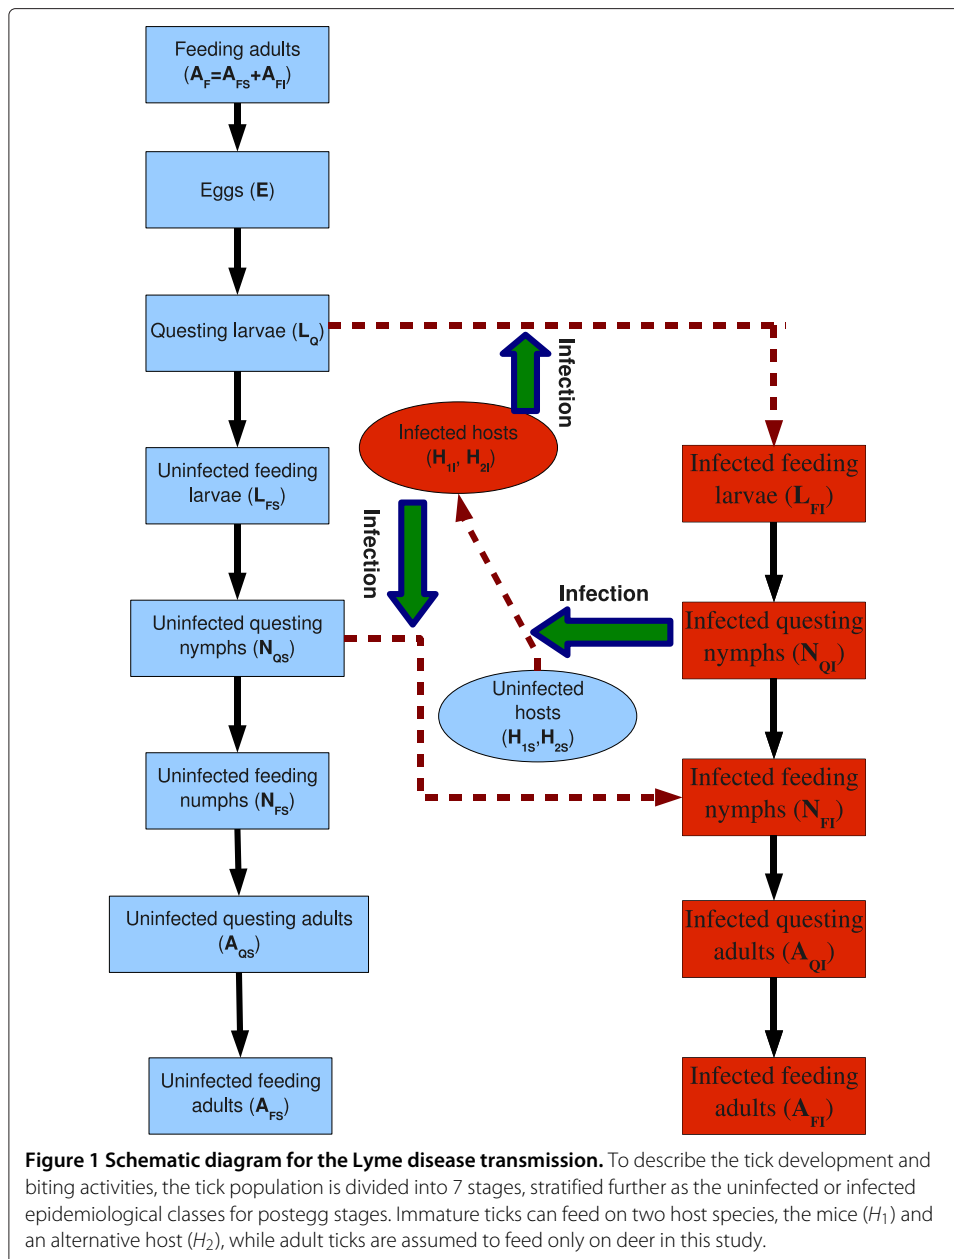 Feeding adults
(A_F=A_FS+A_FI)
Eggs (E)
Questing larvae (L_Q)
Infection
Infected hosts
(H_1I, H_2I)
Uninfected feeding
larvae (L_FS)
Infected feeding
larvae (L_FI)
Infection
Infection
Uninfected questing
nymphs (N_QS)
Infected questing
nymphs (N_QI)
Uninfected
hosts
(H_1S,H_2S)
Uninfected feeding
numphs (N_FS)
Infected feeding
nymphs (N_FI)
Uninfected questing adults
(A_QS)
Infected questing
adults (A_QI)
Uninfected feeding
adults (A_FS)
Infected feeding
adults (A_FI)
Figure 1 Schematic diagram for the Lyme disease transmission. To describe the tick development and
biting activities, the tick population is divided into 7 stages, stratified further as the uninfected or infected
epidemiological classes for postegg stages. Immature ticks can feed on two host species, the mice (H_1) and
an alternative host (H_2), while adult ticks are assumed to feed only on deer in this study.